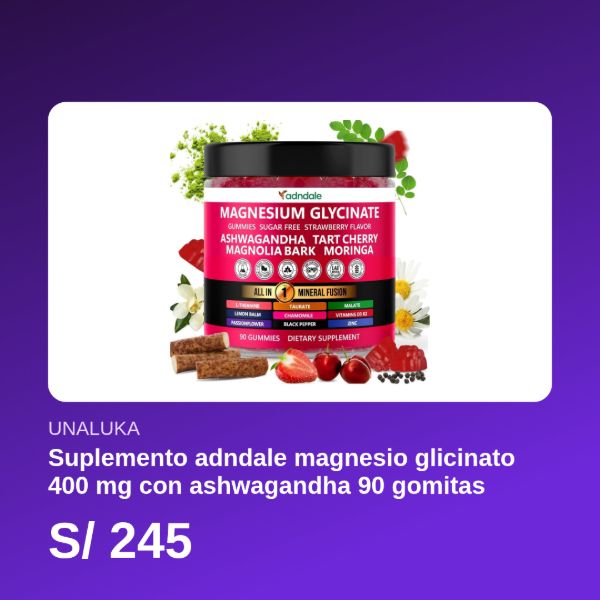 adndale
MAGNESIUM GLYCINATE
GUMMIES SUGAR FREE STRAWBERRY FLAVOR
ASHWAGANDHA TART CHERRY
MAGNOLIA BARK MORINGA
ALL IN 1 MINERAL FUSION
L-THEANINE TAURATE MALATE
LEMON BALM CHAMOMILE VITAMINS D3 K2
PASSIONFLOWER BLACK PEPPER ZINC
90 GUMMIES DIETARY SUPPLEMENT
UNALUKA
Suplemento adndale magnesio glicinato
400 mg con ashwagandha 90 gomitas
S/ 245